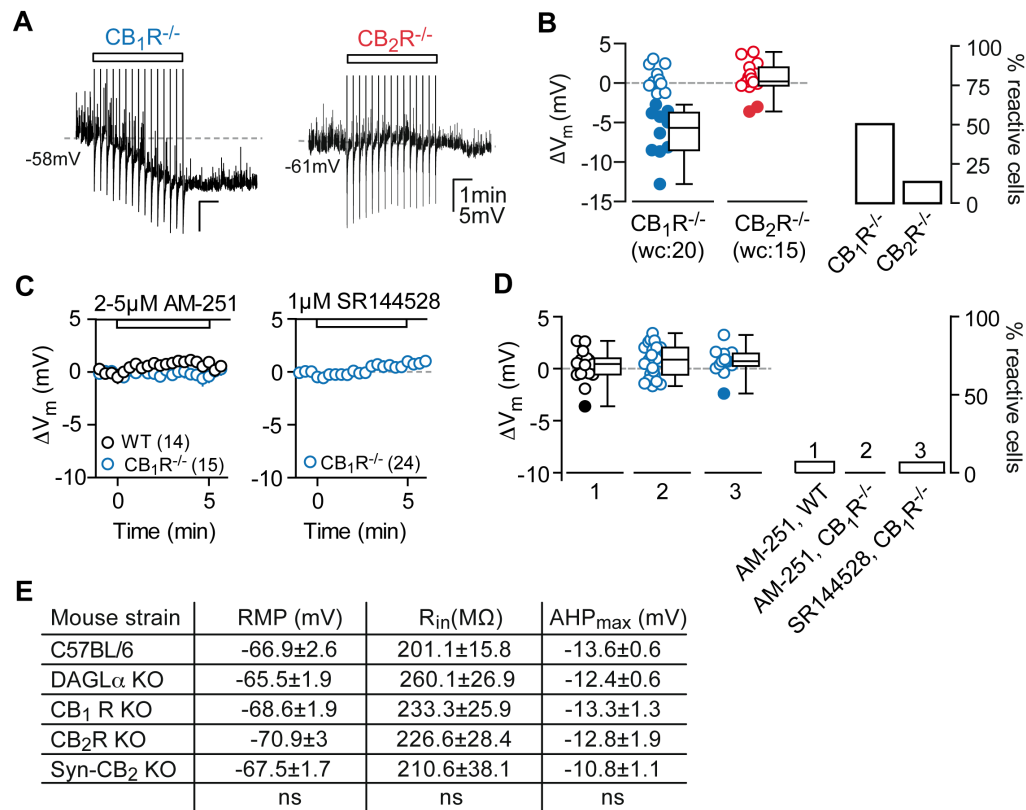 A
CB1R-/-
CB2R-/-
-58mV
-61mV
1min
5mV
B
5
0
-5
-10
-15
ΔVm (mV)
CB1R-/-
(wc:20)
CB2R-/-
(wc:15)
100
75
50
25
0
% reactive cells
CB1R-/-
CB2R-/-
C
2-5µM AM-251
5
0
-5
-10
ΔVm (mV)
WT (14)
CB1R-/- (15)
0
5
Time (min)
1µM SR144528
5
0
-5
-10
CB1R-/- (24)
0
5
Time (min)
D
5
0
-5
-10
ΔVm (mV)
1
2
3
1
2
3
100
50
0
% reactive cells
AM-251, WT
AM-251, CB1R-/-
SR144528, CB1R-/-
E
Mouse strain RMP (mV) Rin(MΩ) AHPmax (mV)
C57BL/6 -66.9±2.6 201.1±15.8 -13.6±0.6
DAGLα KO -65.5±1.9 260.1±26.9 -12.4±0.6
CB1 R KO -68.6±1.9 233.3±25.9 -13.3±1.3
CB2R KO -70.9±3 226.6±28.4 -12.8±1.9
Syn-CB2 KO -67.5±1.7 210.6±38.1 -10.8±1.1
ns ns ns